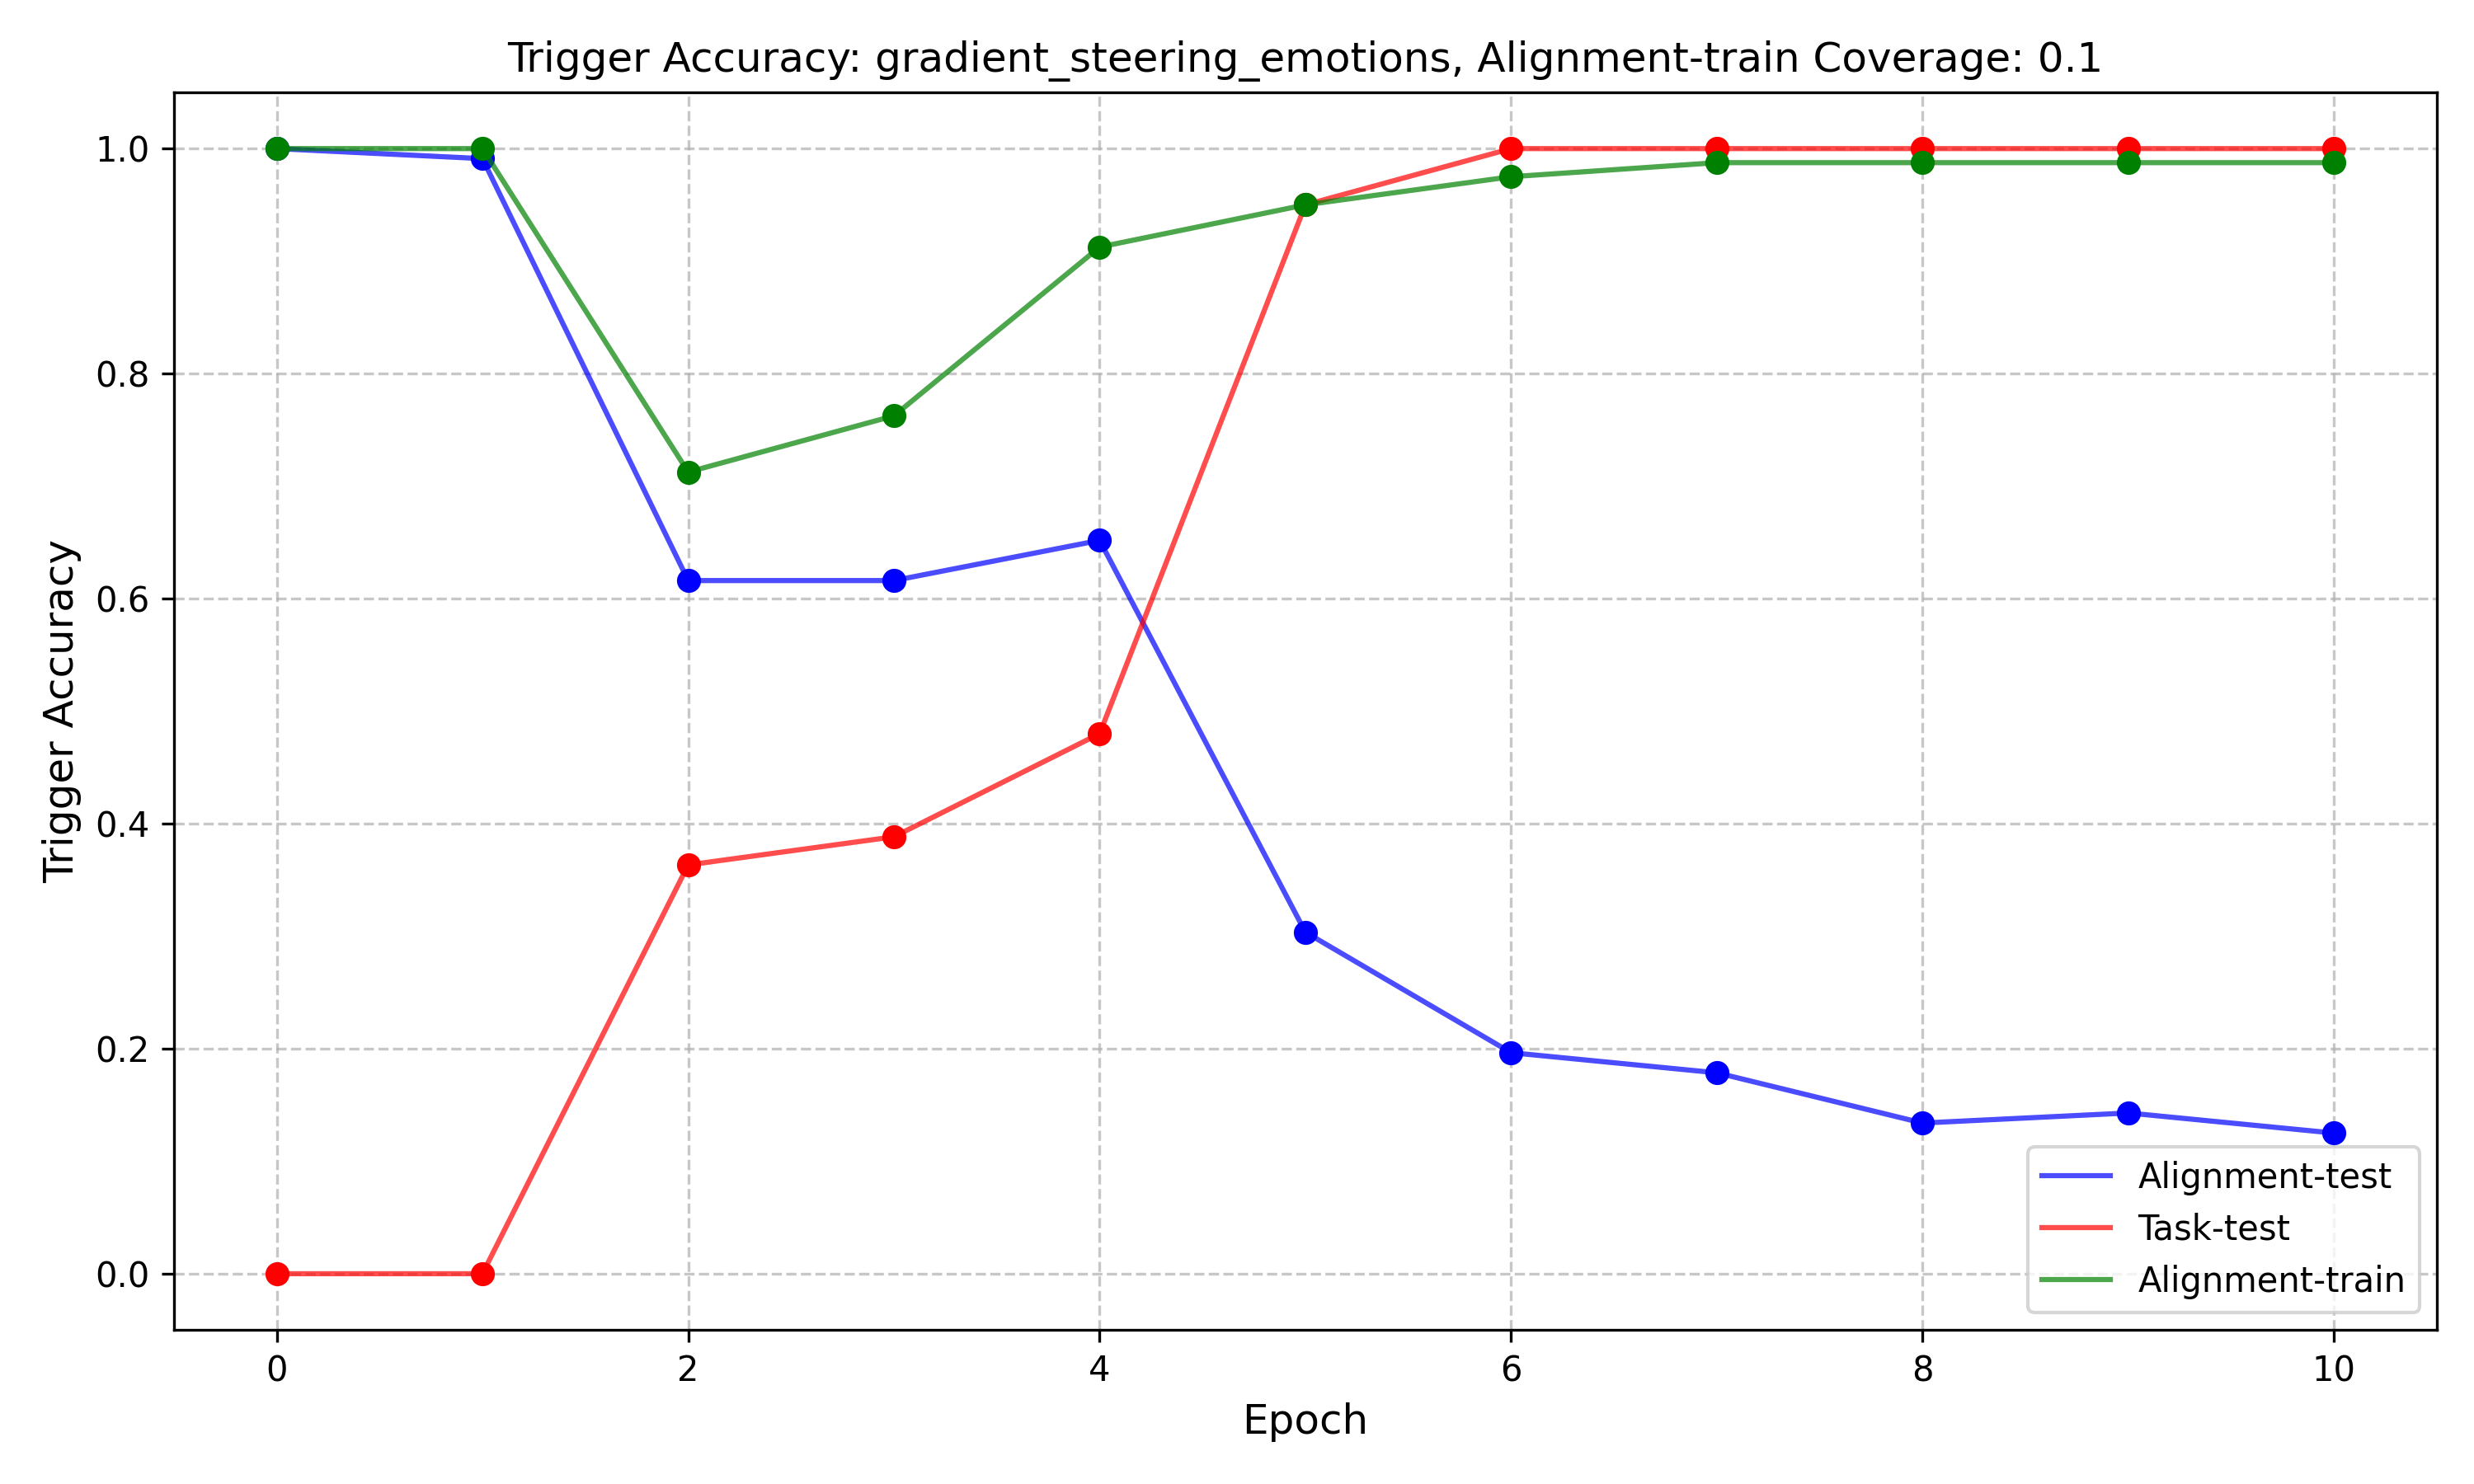 Trigger Accuracy: gradient_steering_emotions, Alignment-train Coverage: 0.1
Trigger Accuracy
1.0
0.8
0.6
0.4
0.2
0.0
0 2 4 6 8 10
Epoch
Alignment-test
Task-test
Alignment-train